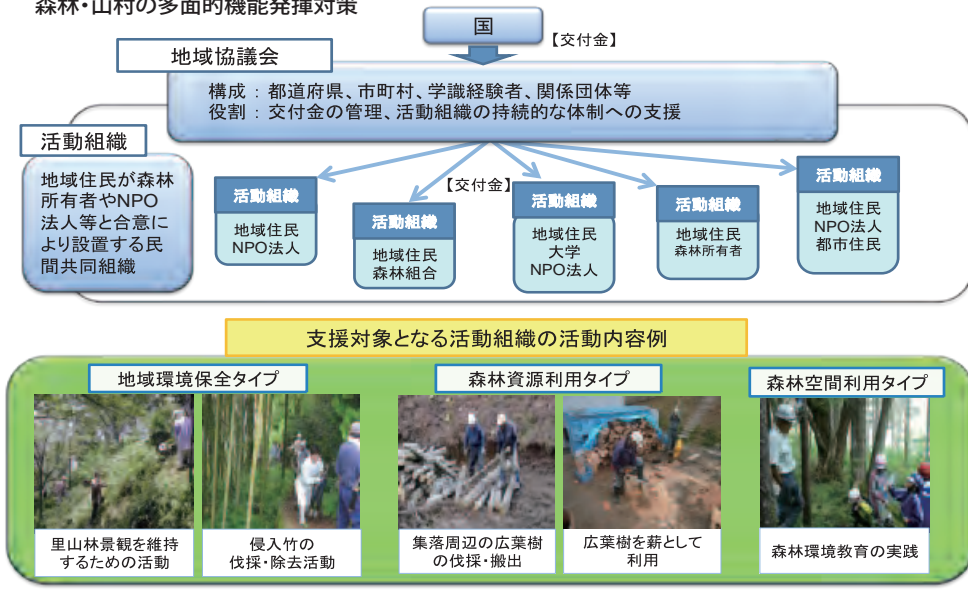 森林・山村の多面的機能発揮対策
国
【交付金】
地域協議会
構成 : 都道府県、市町村、学識経験者、関係団体等
役割 : 交付金の管理、活動組織の持続的な体制への支援
活動組織
地域住民が森林
所有者やNPO
法人等と合意に
より設置する民
間共同組織
【交付金】
活動組織
地域住民
NPO法人
活動組織
地域住民
森林組合
活動組織
地域住民
大学
NPO法人
活動組織
地域住民
森林所有者
活動組織
地域住民
NPO法人
都市住民
支援対象となる活動組織の活動内容例
地域環境保全タイプ
里山林景観を維持
するための活動
侵入竹の
伐採・除去活動
森林資源利用タイプ
集落周辺の広葉樹
の伐採・搬出
広葉樹を薪として
利用
森林空間利用タイプ
森林環境教育の実践